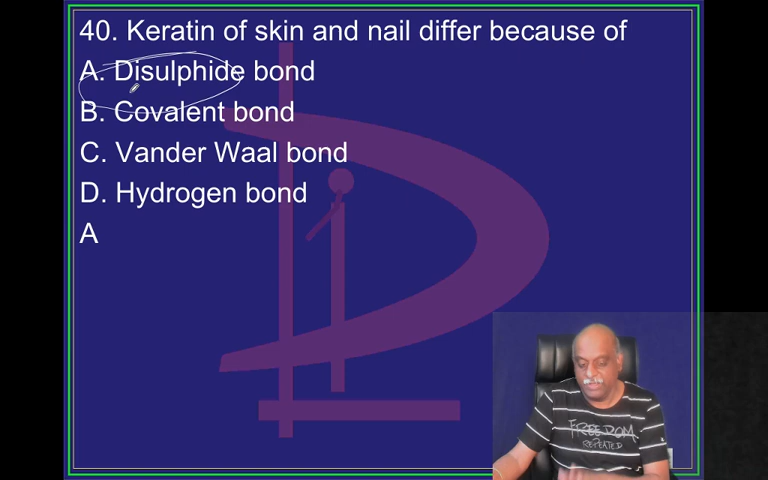 40. Keratin of skin and nail differ because of
A. Disulphide bond
B. Covalent bond
C. Vander Waal bond
D. Hydrogen bond
A
FREEDOM
REPEATED